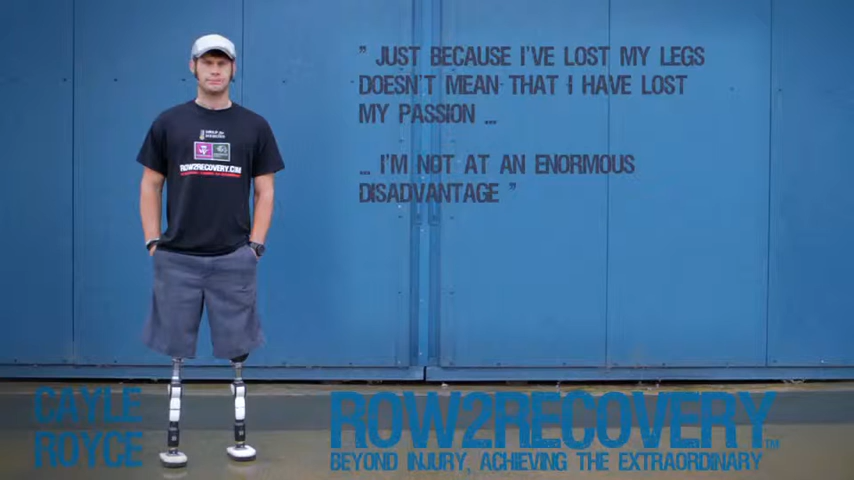 " JUST BECAUSE I'VE LOST MY LEGS
DOESN'T MEAN THAT I HAVE LOST
MY PASSION ...
... I'M NOT AT AN ENORMOUS
DISADVANTAGE "
ROW2RECOVERY.COM
CAYLE
ROYCE
ROW2RECOVERY™
BEYOND INJURY, ACHIEVING THE EXTRAORDINARY